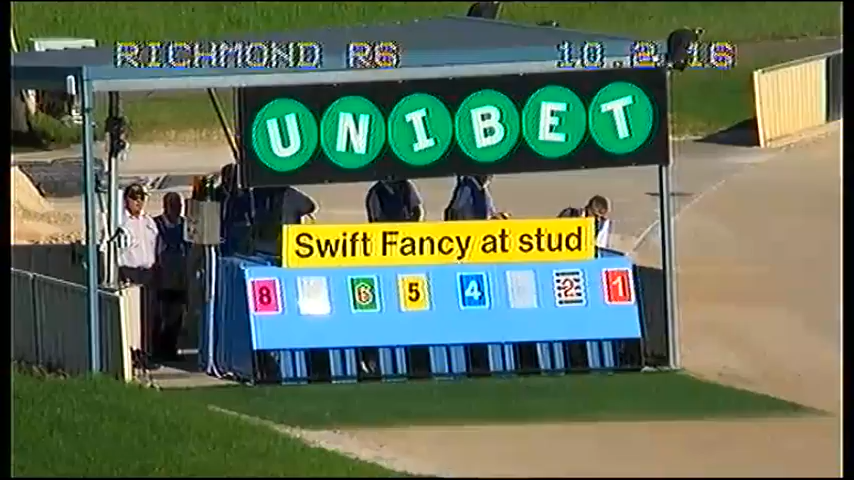 RICHMOND R6 10.2.16
UNIBET
Swift Fancy at stud
8 6 5 4 2 1